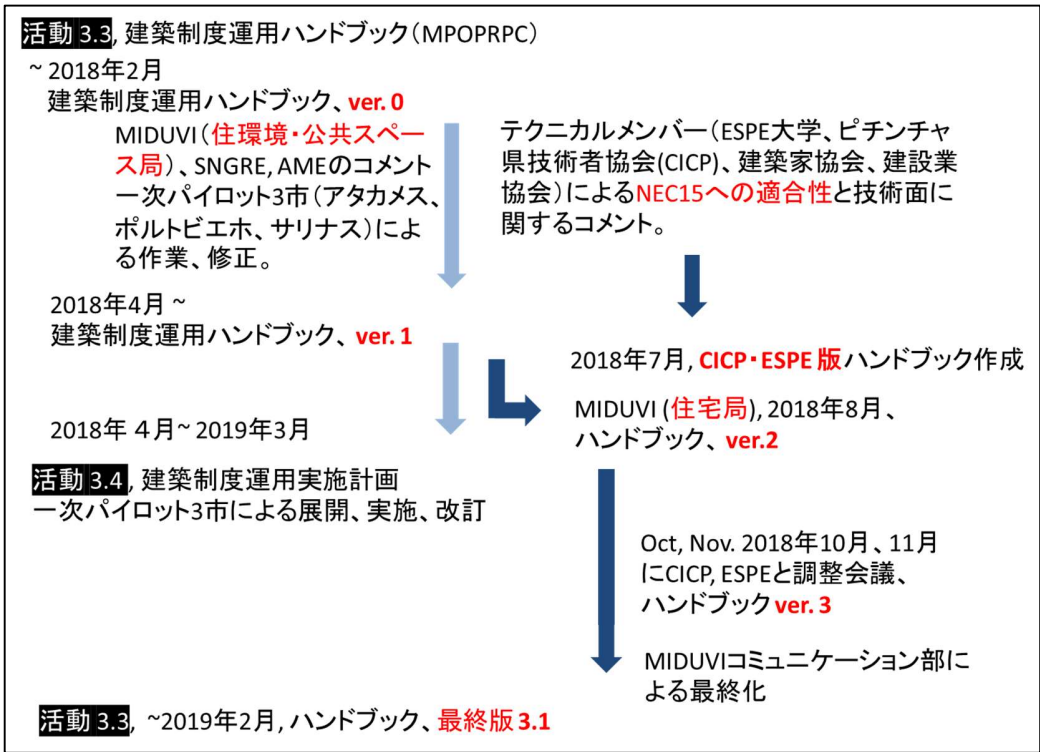 活動 3.3, 建築制度運用ハンドブック（MPOPRPC）
~ 2018年2月
建築制度運用ハンドブック、ver. 0
MIDUVI（住環境・公共スペー
ス局）、SNGRE, AMEのコメント
一次パイロット3市（アタカメス、
ポルトビエホ、サリナス）によ
る作業、修正。
テクニカルメンバー（ESPE大学、ピチンチャ
県技術者協会(CICP)、建築家協会、建設業
協会）によるNEC15への適合性と技術面に
関するコメント。
2018年4月 ~
建築制度運用ハンドブック、 ver. 1
2018年7月, CICP・ESPE 版ハンドブック作成
MIDUVI (住宅局), 2018年8月、
ハンドブック、 ver.2
2018年 4月~ 2019年3月
活動 3.4, 建築制度運用実施計画
一次パイロット3市による展開、実施、改訂
Oct, Nov. 2018年10月、11月
にCICP, ESPEと調整会議、
ハンドブック ver. 3
MIDUVIコミュニケーション部に
よる最終化
活動 3.3, ~2019年2月, ハンドブック、最終版 3.1